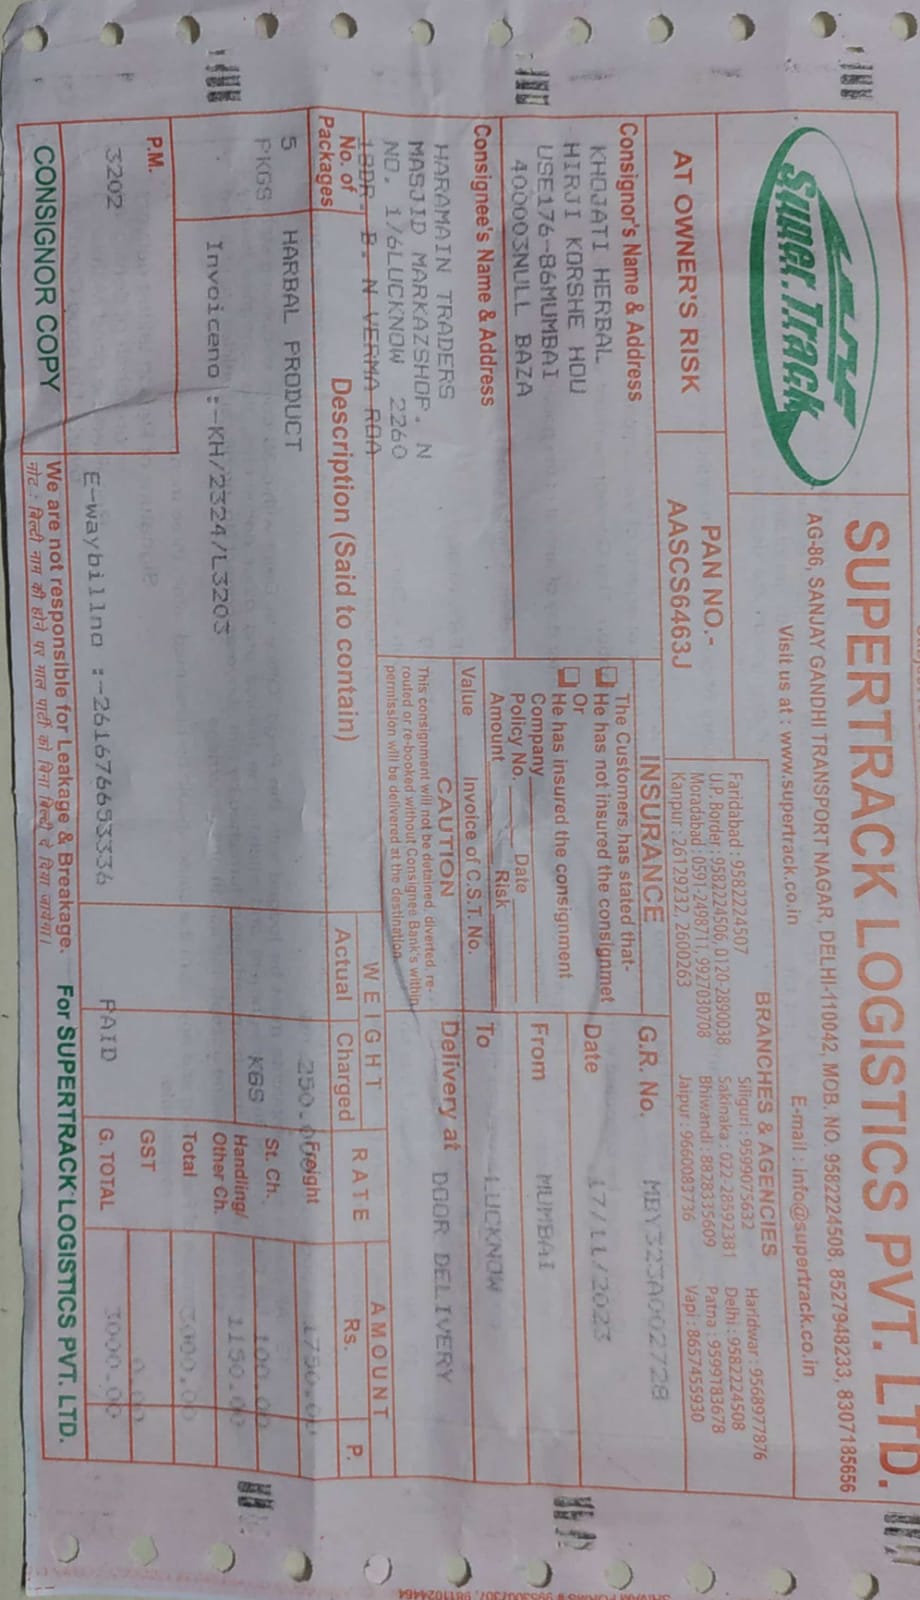 Super Track
SUPERTRACK LOGISTICS PVT. LTD.
AG-86, SANJAY GANDHI TRANSPORT NAGAR, DELHI-110042, MOB. NO. 9582224508, 8527948233, 8307185656
Visit us at : www.supertrack.co.in E-mail : info@supertrack.co.in
AT OWNER'S RISK
PAN NO.-
AASCS6463J
BRANCHES & AGENCIES
Faridabad : 9582224507 Siliguri : 9599075632 Haridwar : 9568977876
U.P. Border : 9582224506, 0120-2890038 Sakinaka : 022-28592381 Delhi : 9582224508
Moradabad : 0591-2498711, 9927030708 Bhiwandi : 8828335609 Patna : 9599783678
Kanpur : 26129232, 2600263 Jaipur : 9660083736 Vapi : 8657455930
Consignor's Name & Address
KHOJATI HERBAL
HIRJI KORSHE HOU
USE176-86MUMBAI
400003NULL BAZA
Consignee's Name & Address
HARAMAIN TRADERS
MASJID MARKAZSHOP. N
NO. 1/6LUCKNOW 2260
18DR. B. N VERMA ROA
INSURANCE
The Customers has stated that-
He has not insured the consignmet
Or
He has insured the consignment
Company
Policy No. Date
Amount Risk
Value Invoice of C.S.T. No.
CAUTION
This consignment will not be detained, diverted, re-
routed or re-booked without Consignee Bank's within
permission will be delivered at the destination
G.R. No. MBY323A002728
Date 17/11/2023
From MUMBAI
To LUCKNOW
Delivery at DOOR DELIVERY
No. of
Packages
Description (Said to contain)
WEIGHT
Actual Charged
RATE
AMOUNT
Rs. P.
5
PKGS
HARBAL PRODUCT
Invoiceno :-KH/2324/L3203
KGS
Freight 1750.00
St. Ch. 100.00
Handling/
Other Ch. 1150.00
Total 3000.00
GST 0.00
G. TOTAL 3000.00
P.M.
3202
E-waybillno :-261676653336
PAID
CONSIGNOR COPY
We are not responsible for Leakage & Breakage.
नोट : बिल्टी नाम की होने पर माल पार्टी को बिना बिल्टी दे दिया जायेगा।
For SUPERTRACK LOGISTICS PVT. LTD.